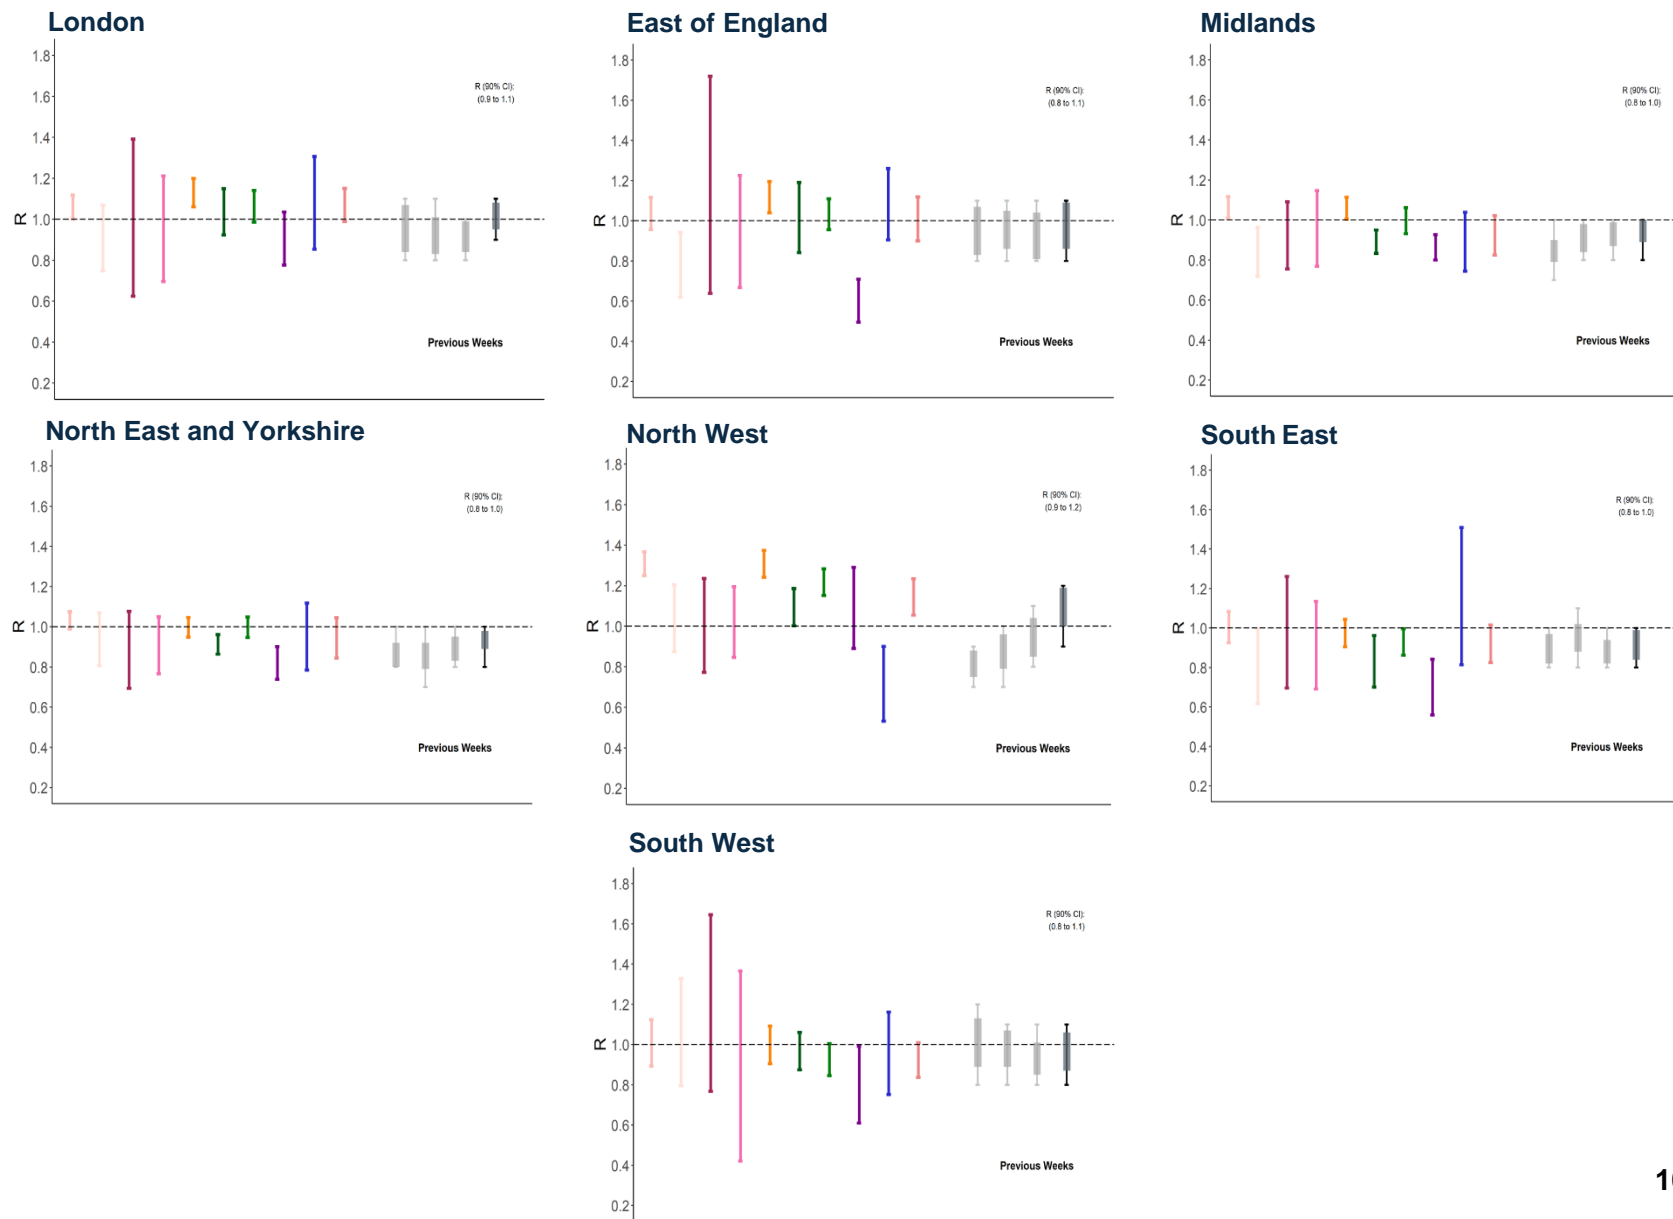 London
1.8
1.6
1.4
1.2
1.0
0.8
0.6
0.4
0.2
R
R (90% CI):
(0.9 to 1.1)
Previous Weeks
East of England
1.8
1.6
1.4
1.2
1.0
0.8
0.6
0.4
0.2
R
R (90% CI):
(0.8 to 1.1)
Previous Weeks
Midlands
1.8
1.6
1.4
1.2
1.0
0.8
0.6
0.4
0.2
R
R (90% CI):
(0.8 to 1.0)
Previous Weeks
North East and Yorkshire
1.8
1.6
1.4
1.2
1.0
0.8
0.6
0.4
0.2
R
R (90% CI):
(0.8 to 1.0)
Previous Weeks
North West
1.8
1.6
1.4
1.2
1.0
0.8
0.6
0.4
0.2
R
R (90% CI):
(0.9 to 1.2)
Previous Weeks
South East
1.8
1.6
1.4
1.2
1.0
0.8
0.6
0.4
0.2
R
R (90% CI):
(0.8 to 1.0)
Previous Weeks
South West
1.8
1.6
1.4
1.2
1.0
0.8
0.6
0.4
0.2
R
R (90% CI):
(0.8 to 1.1)
Previous Weeks